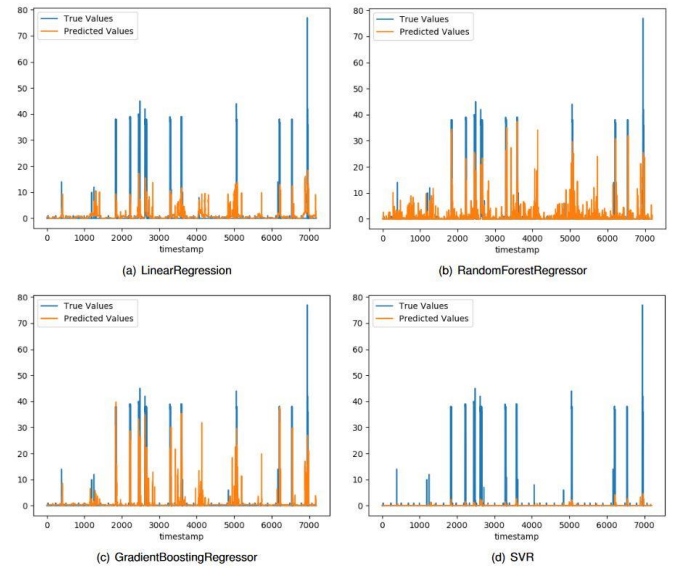 80
70
60
50
40
30
20
10
0
True Values
Predicted Values
0 1000 2000 3000 4000 5000 6000 7000
timestamp
(a) LinearRegression
80
70
60
50
40
30
20
10
0
True Values
Predicted Values
0 1000 2000 3000 4000 5000 6000 7000
timestamp
(b) RandomForestRegressor
80
70
60
50
40
30
20
10
0
True Values
Predicted Values
0 1000 2000 3000 4000 5000 6000 7000
timestamp
(c) GradientBoostingRegressor
80
70
60
50
40
30
20
10
0
True Values
Predicted Values
0 1000 2000 3000 4000 5000 6000 7000
timestamp
(d) SVR